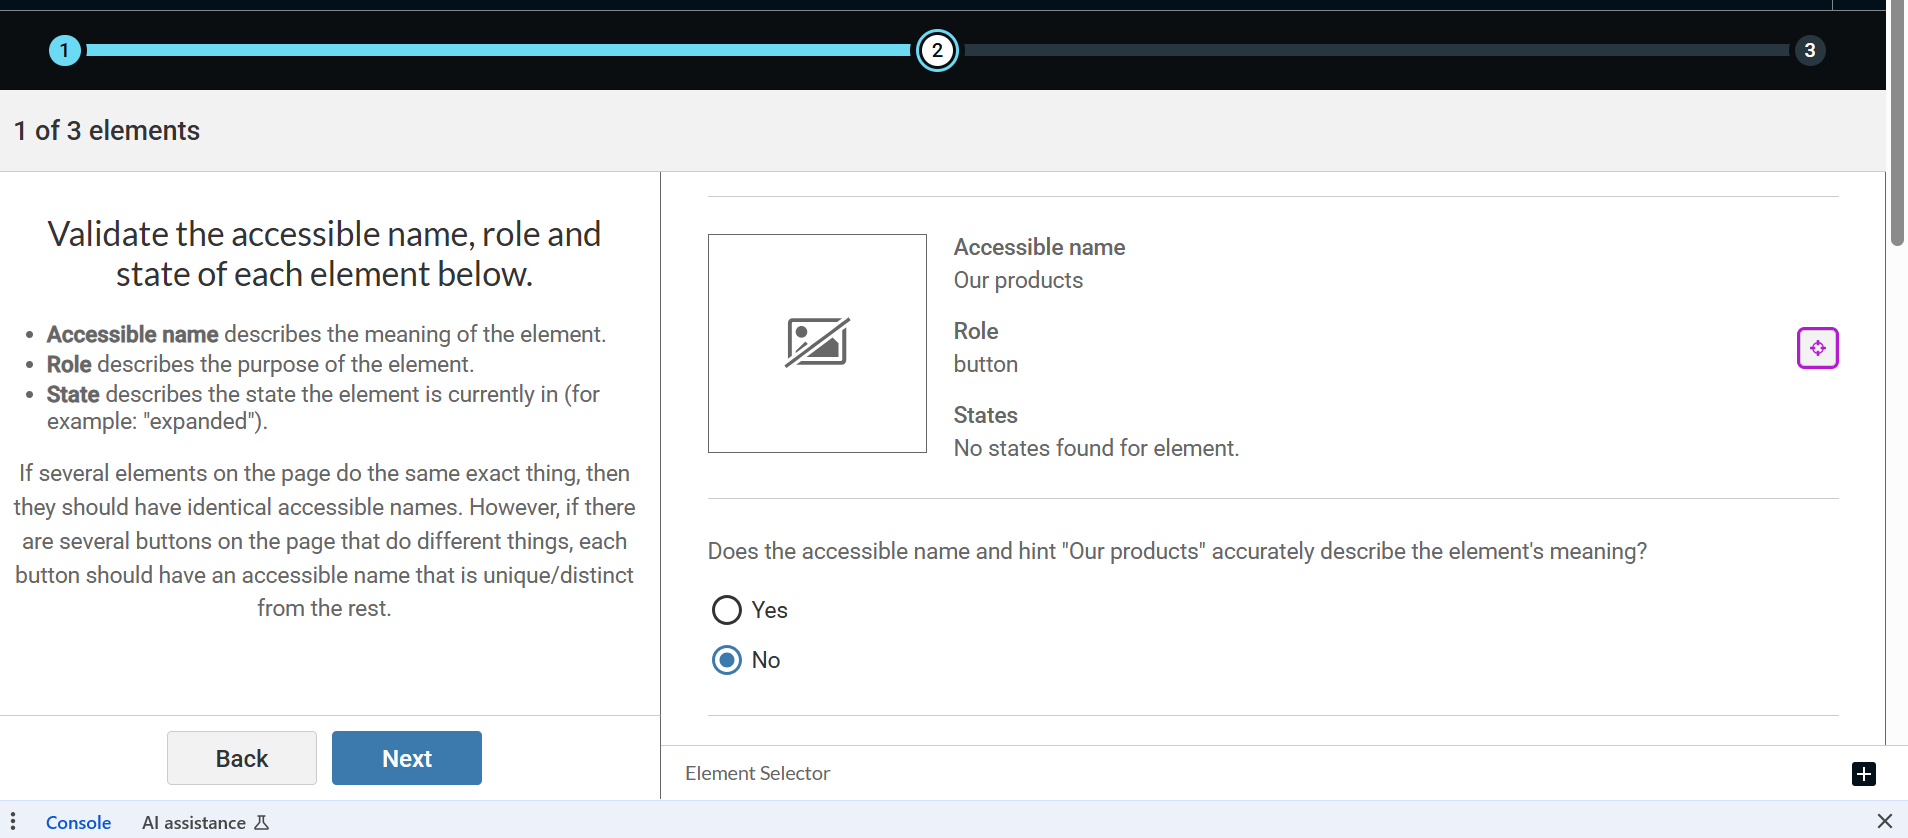 1
2
3
1 of 3 elements
Validate the accessible name, role and
state of each element below.
Accessible name describes the meaning of the element.
Role describes the purpose of the element.
State describes the state the element is currently in (for
example: "expanded").
If several elements on the page do the same exact thing, then
they should have identical accessible names. However, if there
are several buttons on the page that do different things, each
button should have an accessible name that is unique/distinct
from the rest.
Back
Next
Accessible name
Our products
Role
button
States
No states found for element.
Does the accessible name and hint "Our products" accurately describe the element's meaning?
Yes
No
Element Selector
Console
AI assistance